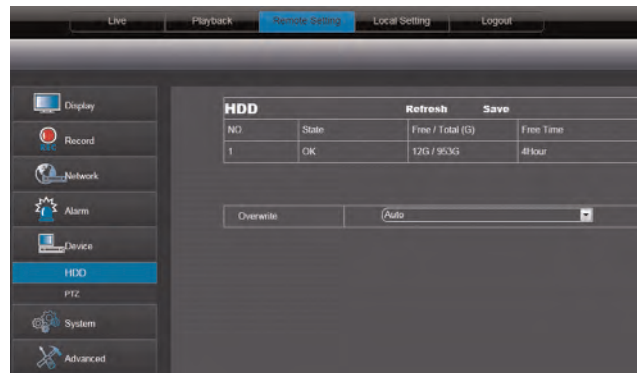 Live Playback Remote Setting Local Setting Logout
Display
Record
Network
Alarm
Device
HDD
PTZ
System
Advanced
HDD Refresh Save
NO. State Free / Total (G) Free Time
1 OK 12G / 953G 4Hour
Overwrite Auto